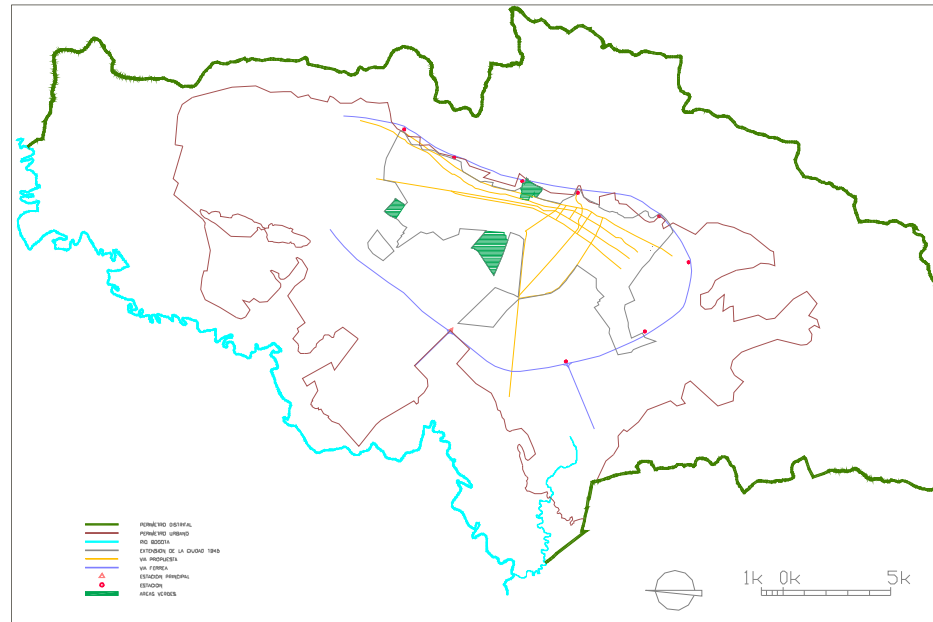 PERIMETRO DISTRITAL
PERIMETRO URBANO
RIO BOGOTA
EXTENSION DE LA CIUDAD 1945
VIA PROPUESTA
VIA FERREA
ESTACION PRINCIPAL
ESTACION
AREAS VERDES
1k 0k 5k